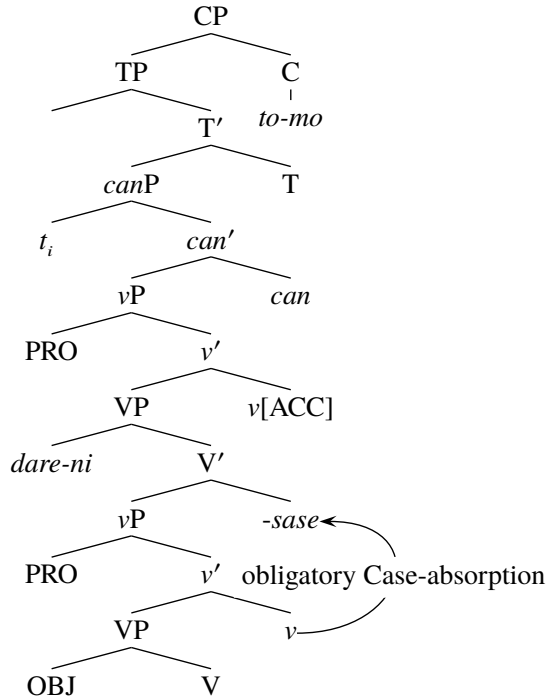 CP
TP C
to-mo
T′
canP T
t_i can′
vP can
PRO v′
VP v[ACC]
dare-ni V′
vP -sase
PRO v′ obligatory Case-absorption
VP v
OBJ V